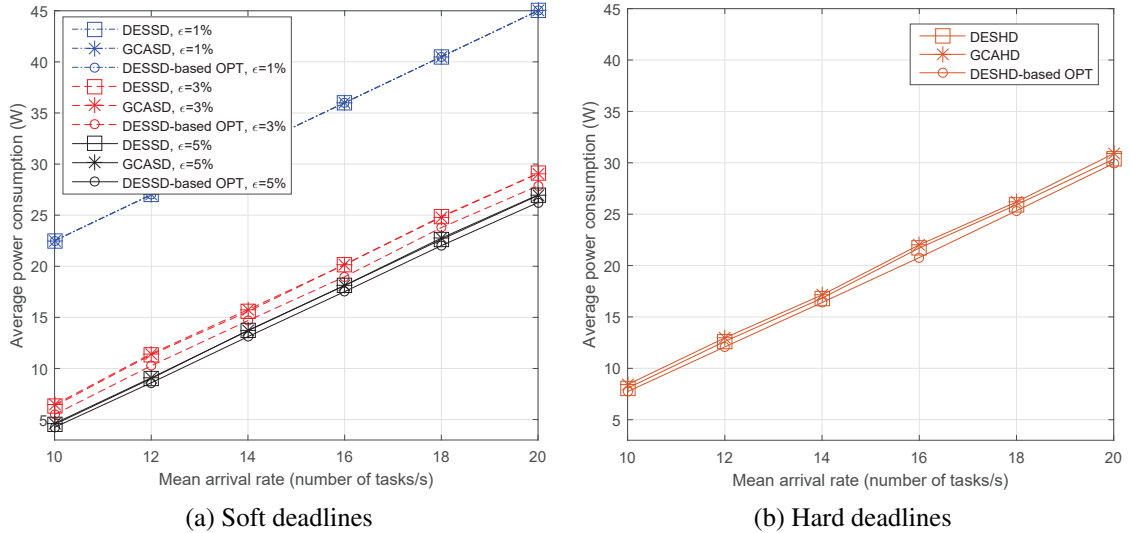 45
40
35
30
25
20
15
10
5
Average power consumption (W)
DESSD, ϵ=1%
GCASD, ϵ=1%
DESSD-based OPT, ϵ=1%
DESSD, ϵ=3%
GCASD, ϵ=3%
DESSD-based OPT, ϵ=3%
DESSD, ϵ=5%
GCASD, ϵ=5%
DESSD-based OPT, ϵ=5%
10 12 14 16 18 20
Mean arrival rate (number of tasks/s)
(a) Soft deadlines
45
40
35
30
25
20
15
10
5
Average power consumption (W)
DESHD
GCAHD
DESHD-based OPT
10 12 14 16 18 20
Mean arrival rate (number of tasks/s)
(b) Hard deadlines